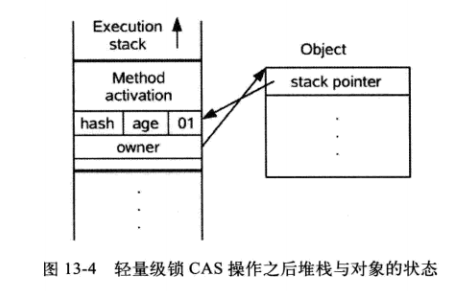 Execution
stack
Object
Method
activation
stack pointer
hash age 01
owner
图 13-4 轻量级锁 CAS 操作之后堆栈与对象的状态